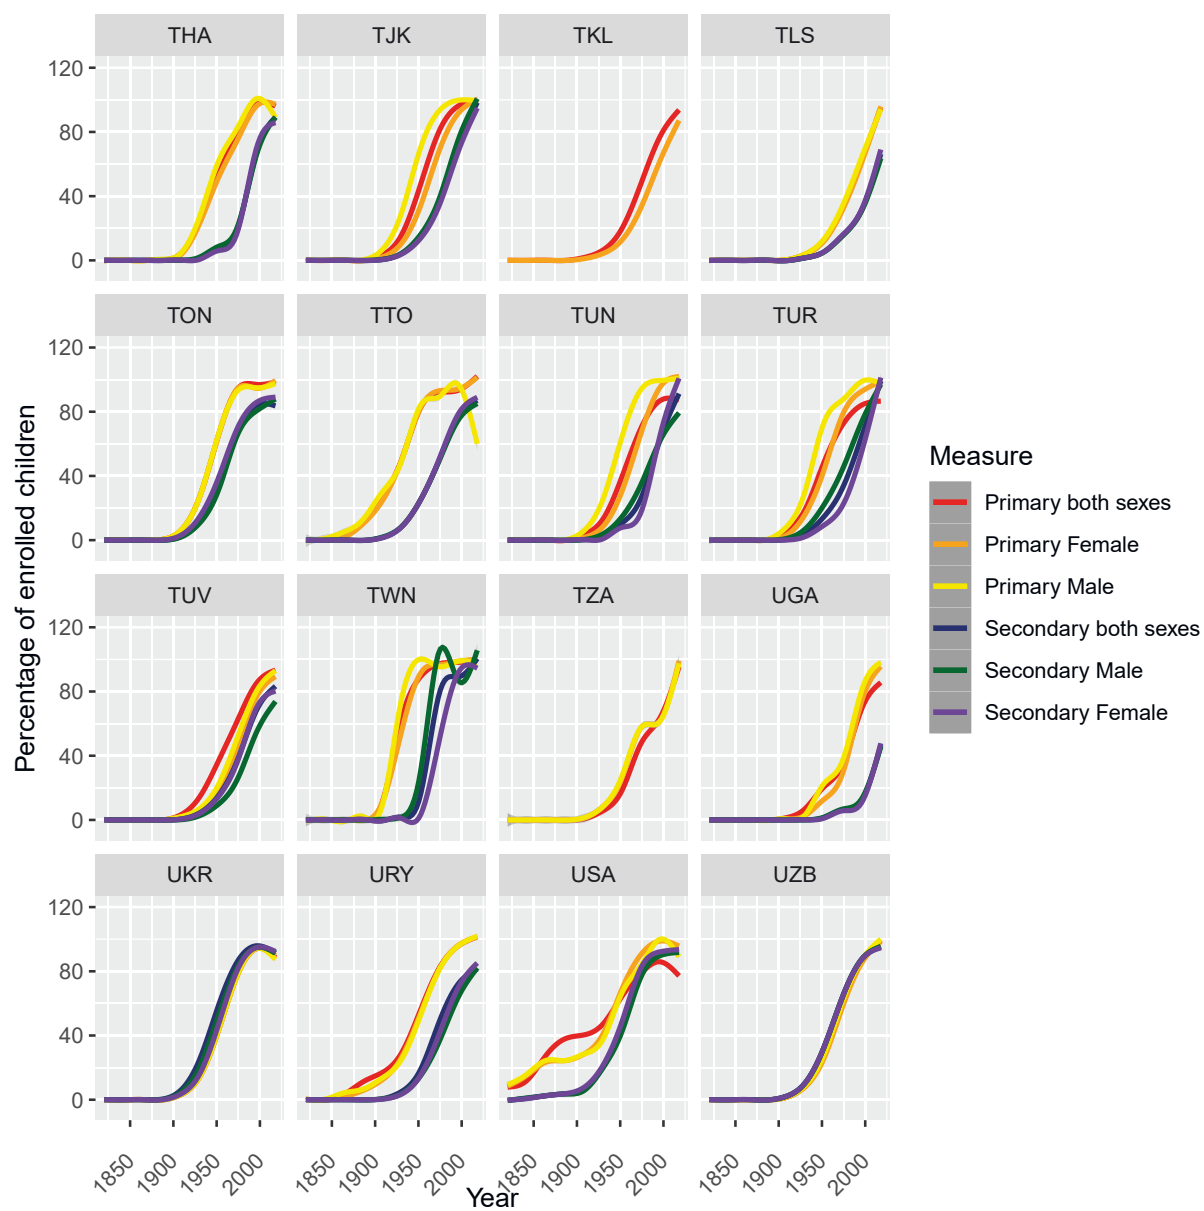 THA TJK TKL TLS
120
80
40
0
TON TTO TUN TUR
120
80
40
0
TUV TWN TZA UGA
120
80
40
0
UKR URY USA UZB
120
80
40
0
1850 1900 1950 2000 1850 1900 1950 2000 1850 1900 1950 2000 1850 1900 1950 2000
Year
Percentage of enrolled children
Measure
Primary both sexes
Primary Female
Primary Male
Secondary both sexes
Secondary Male
Secondary Female